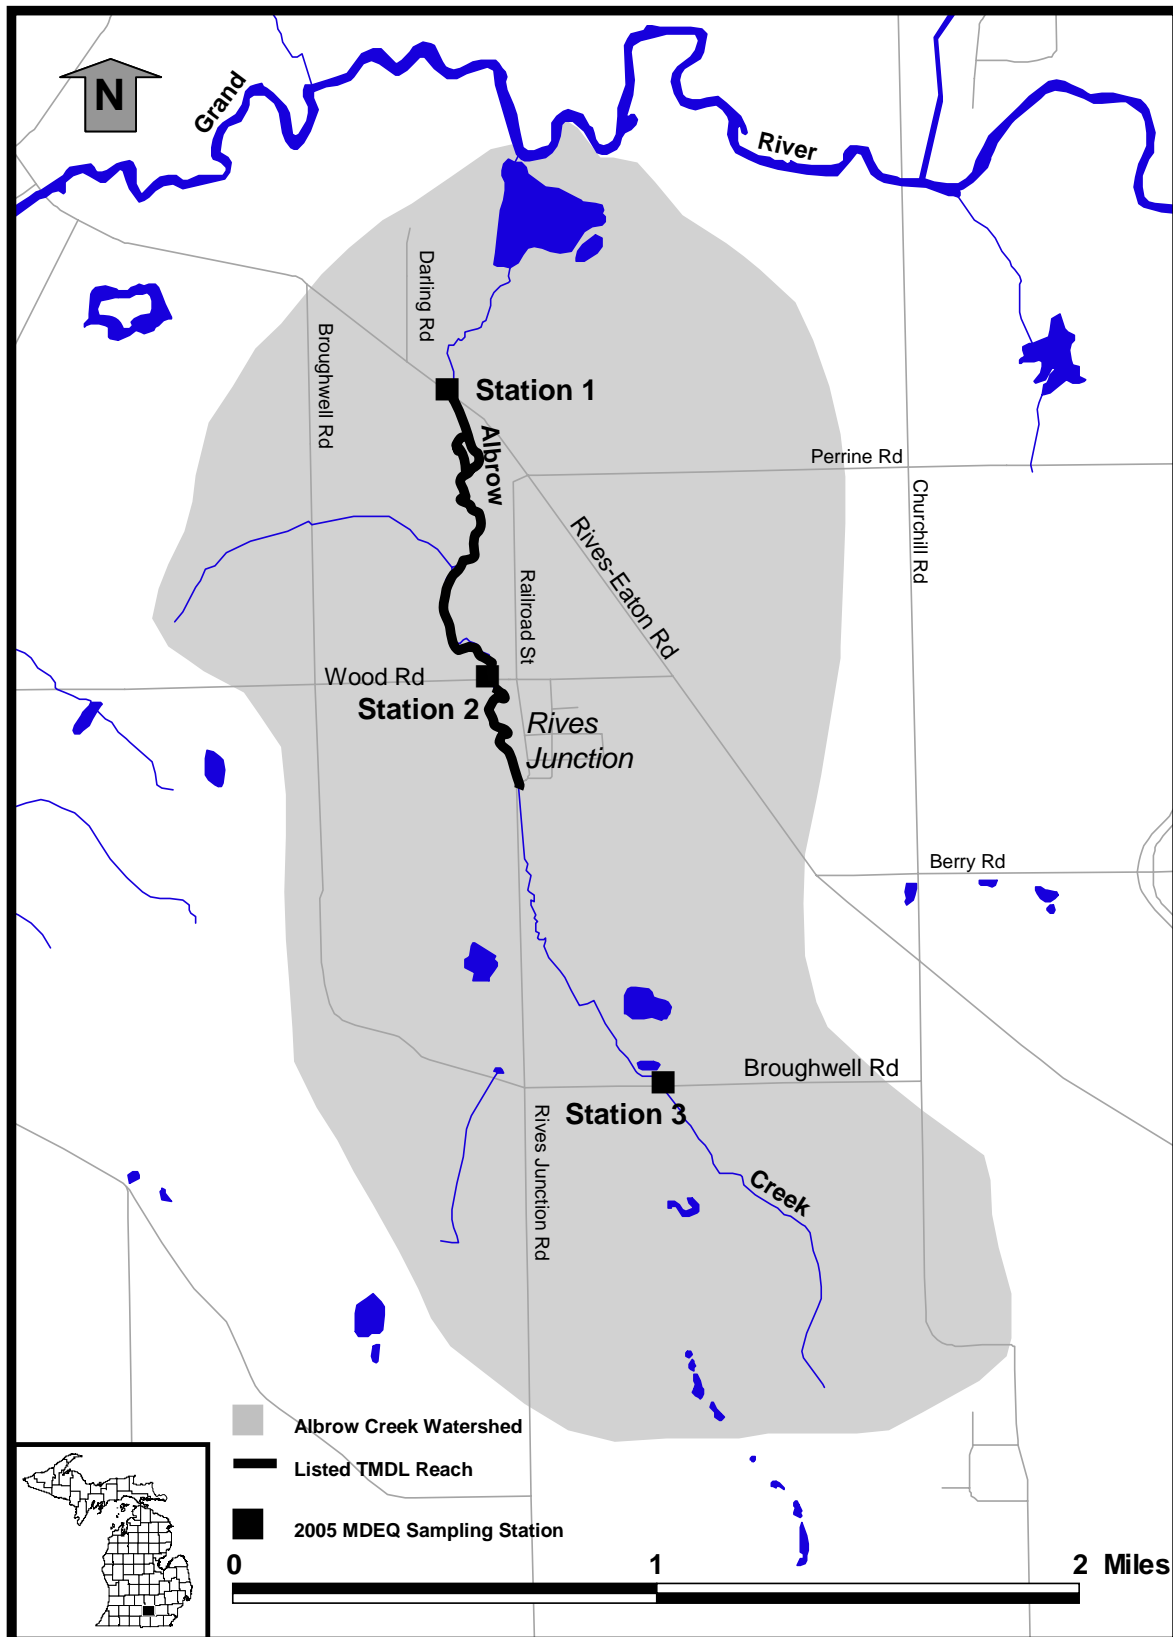 N
Grand
River
Darling Rd
Broughwell Rd
Station 1
Albrow
Perrine Rd
Churchill Rd
Rives-Eaton Rd
Railroad St
Wood Rd
Station 2
Rives
Junction
Berry Rd
Broughwell Rd
Station 3
Rives Junction Rd
Creek
Albrow Creek Watershed
Listed TMDL Reach
2005 MDEQ Sampling Station
0 1 2 Miles